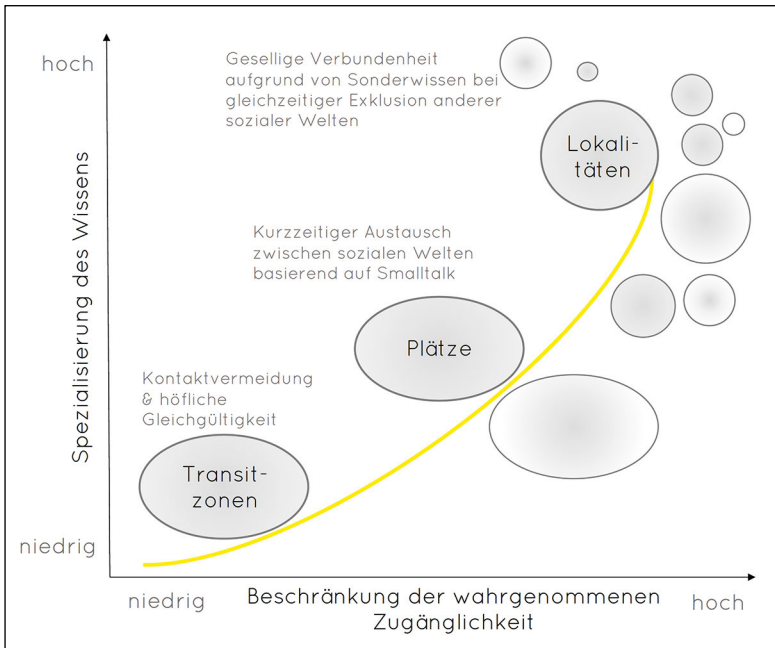 hoch
Spezialisierung des Wissens
niedrig
Gesellige Verbundenheit
aufgrund von Sonderwissen bei
gleichzeitiger Exklusion anderer
sozialer Welten
Lokali-
täten
Kurzzeitiger Austausch
zwischen sozialen Welten
basierend auf Smalltalk
Plätze
Kontaktvermeidung
& höfliche
Gleichgültigkeit
Transit-
zonen
niedrig
Beschränkung der wahrgenommenen
Zugänglichkeit
hoch